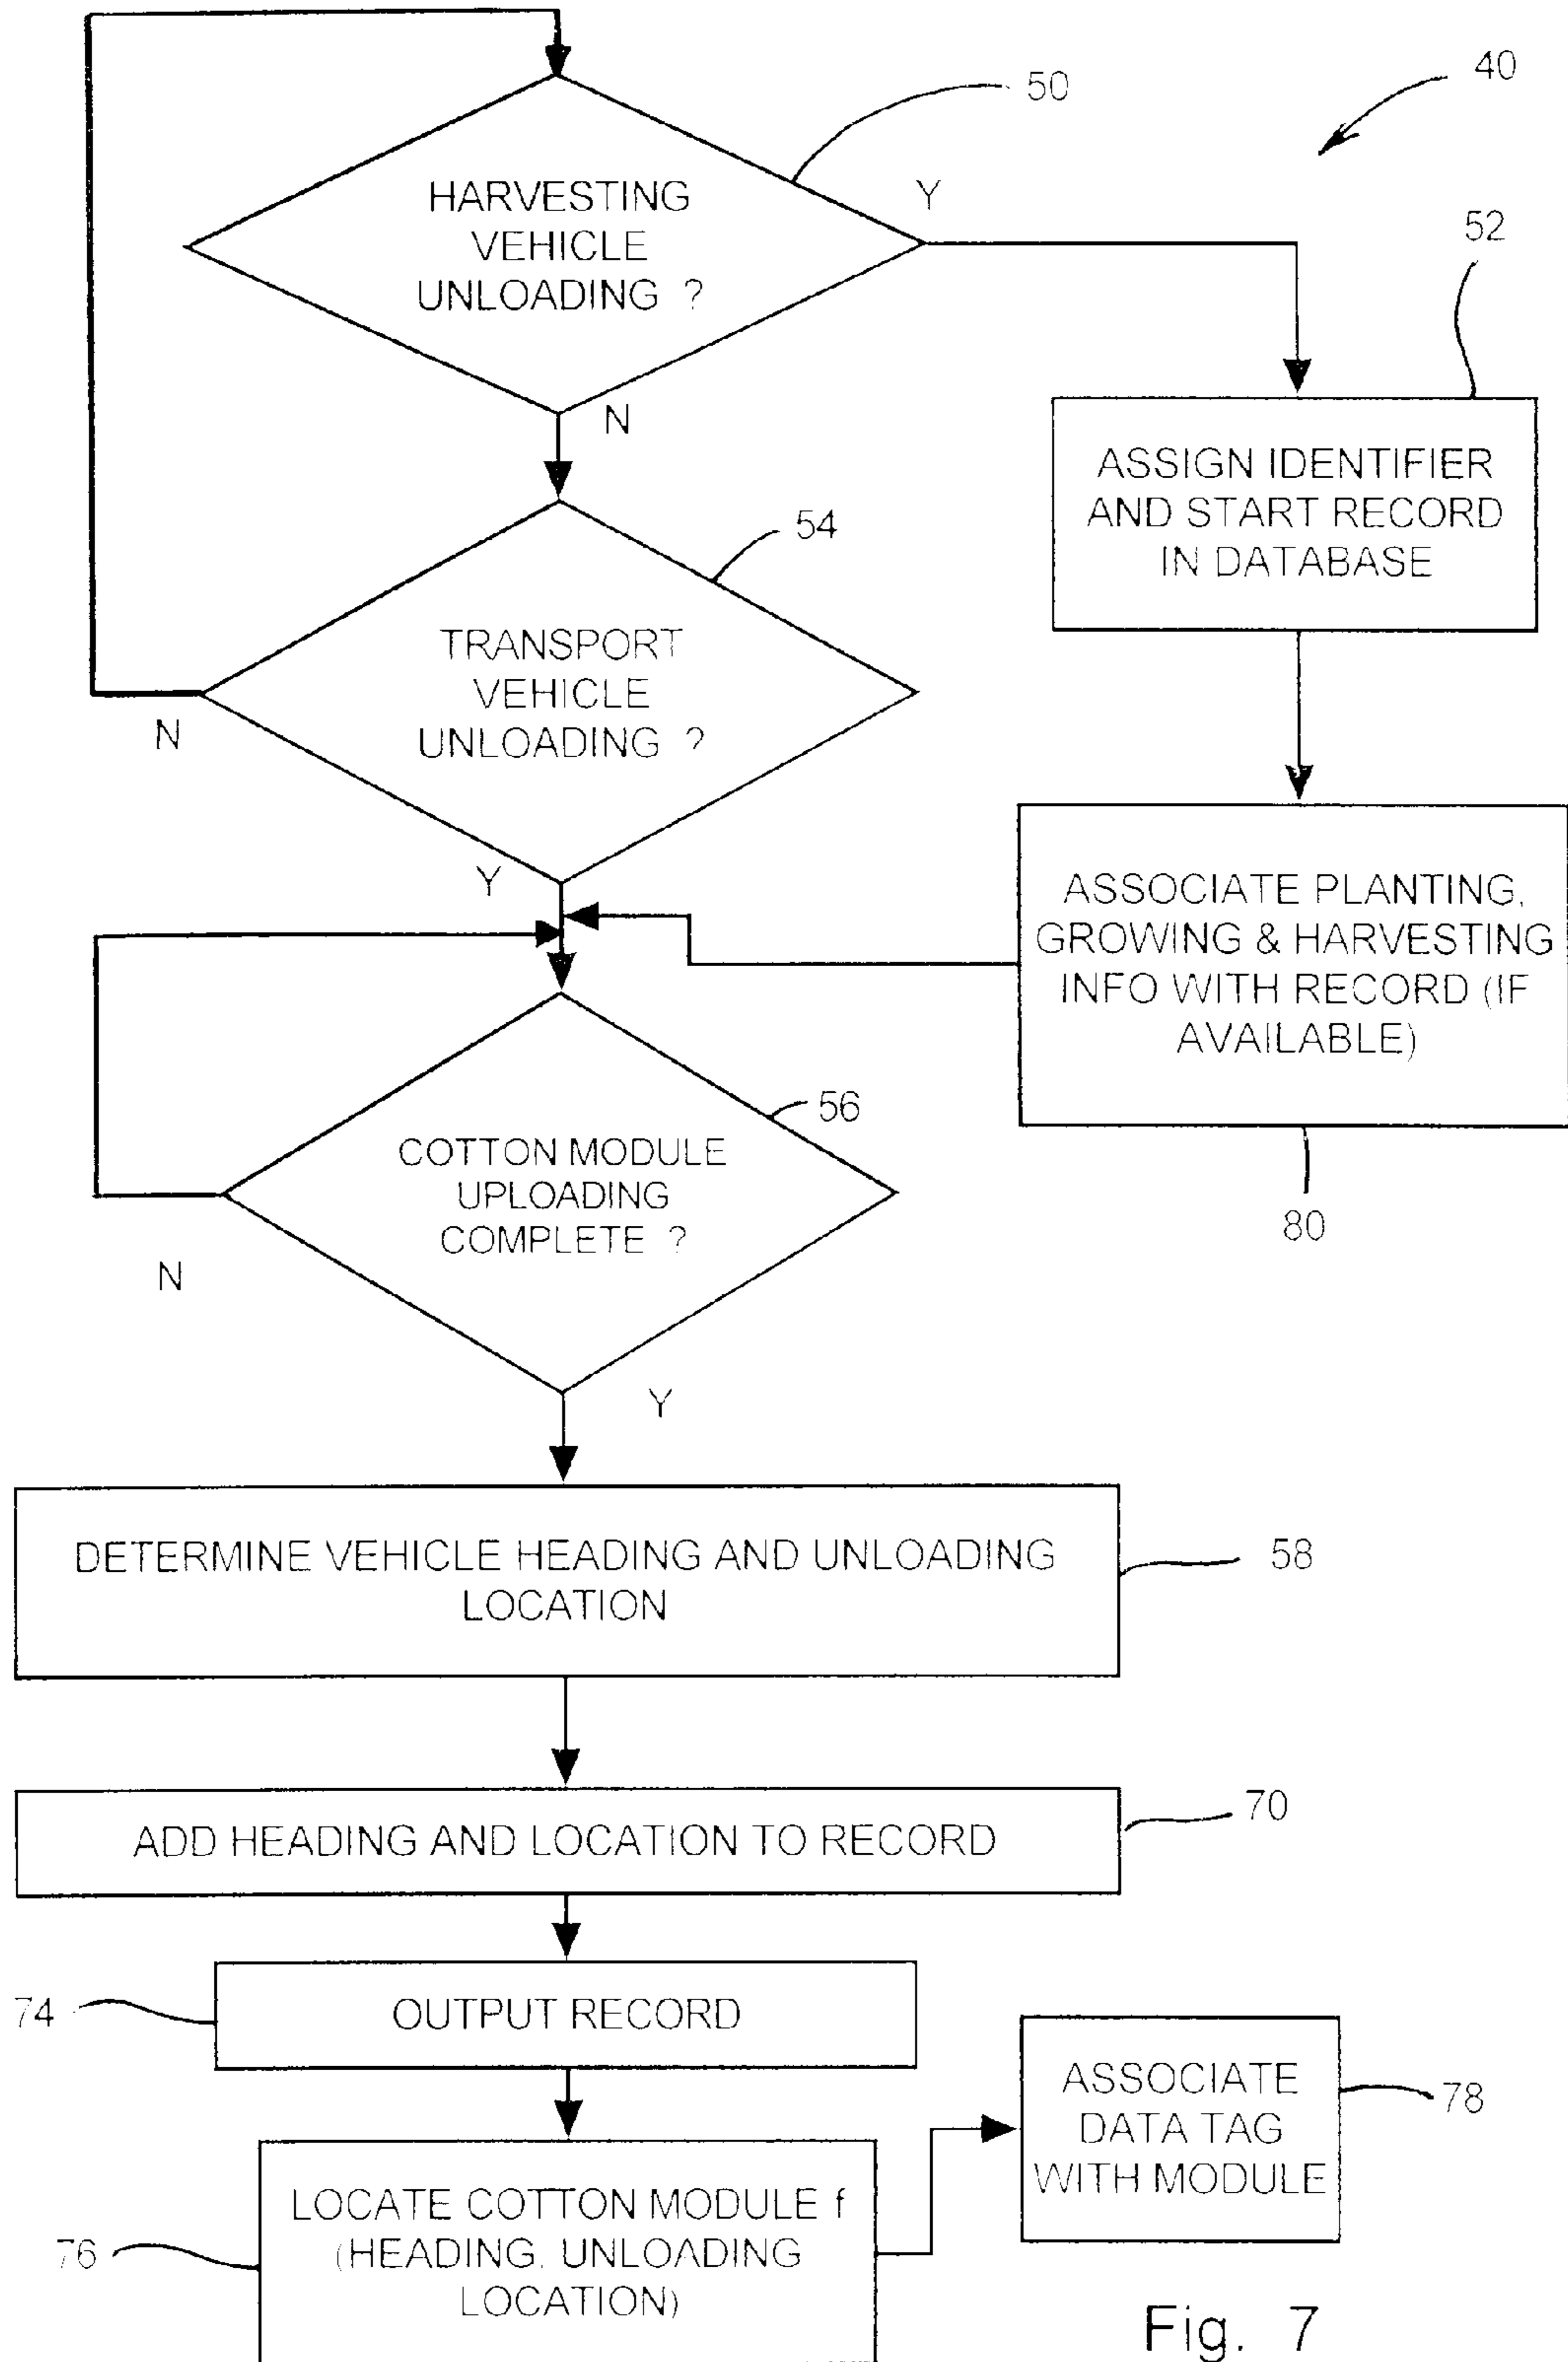 40
50
HARVESTING
VEHICLE
UNLOADING ?
Y
N
52
ASSIGN IDENTIFIER
AND START RECORD
IN DATABASE
54
TRANSPORT
VEHICLE
UNLOADING ?
N
Y
ASSOCIATE PLANTING,
GROWING & HARVESTING
INFO WITH RECORD (IF
AVAILABLE)
80
56
COTTON MODULE
UPLOADING
COMPLETE ?
N
Y
DETERMINE VEHICLE HEADING AND UNLOADING
LOCATION
58
ADD HEADING AND LOCATION TO RECORD
70
74
OUTPUT RECORD
76
LOCATE COTTON MODULE f
(HEADING, UNLOADING
LOCATION)
ASSOCIATE
DATA TAG
WITH MODULE
78
Fig. 7